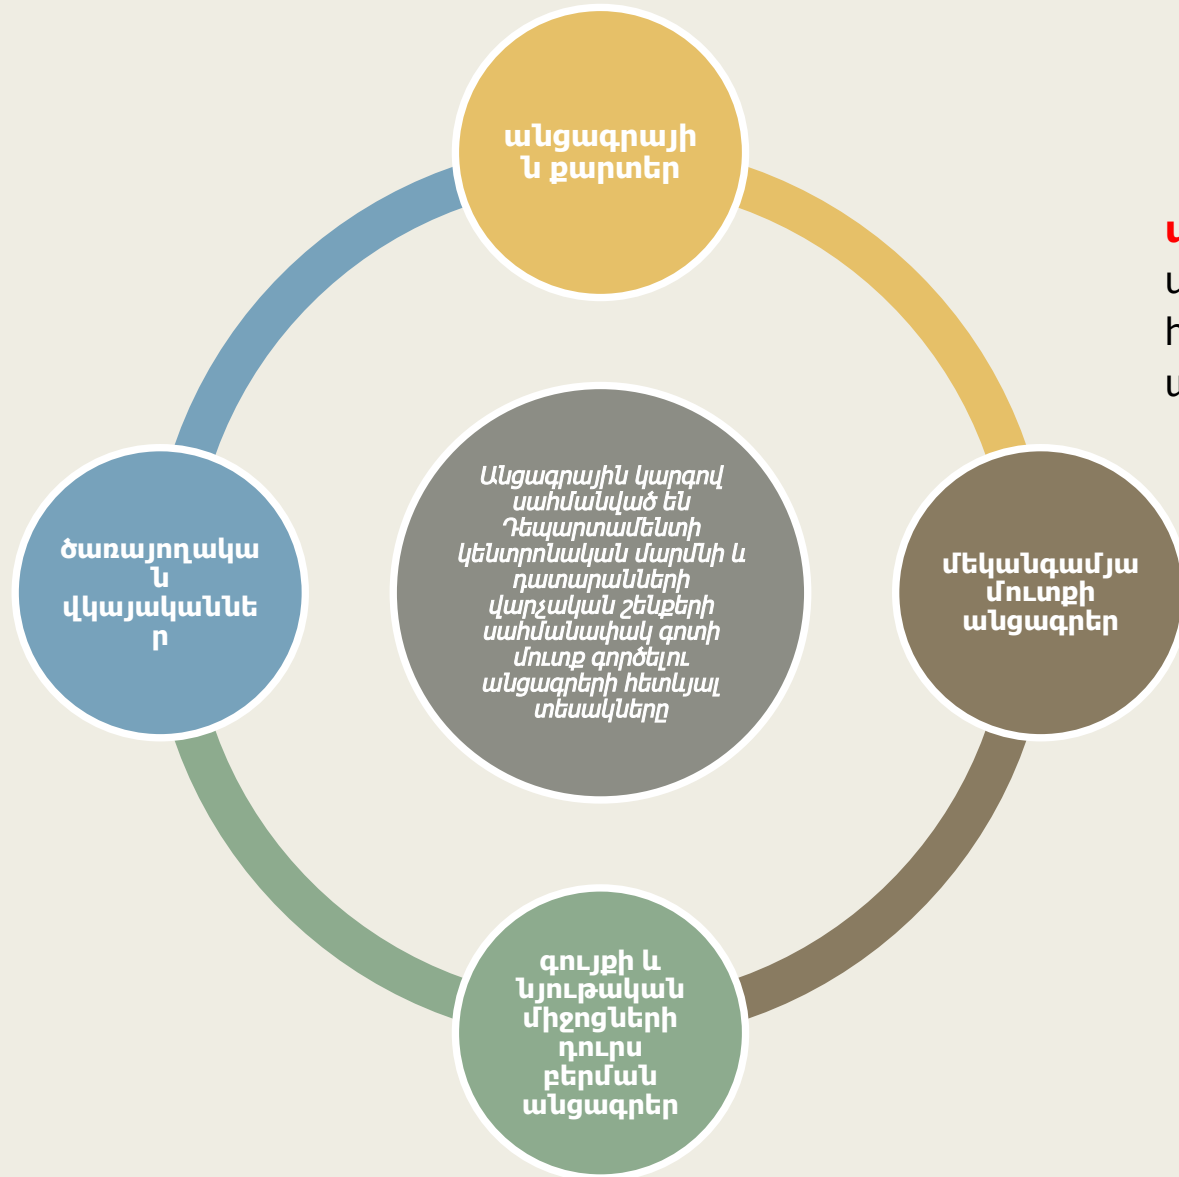 անցագրայի
ն քարտեր
ծառայողակա
ն
վկայականնե
ր
Անցագրային կարգով
սահմանված են
Դեպարտամենտի
կենտրոնական մարմնի և
դատարանների
վարչական շենքերի
սահմանափակ գոտի
մուտք գործելու
անցագրերի հետևյալ
տեսակները
մեկանգամյա
մուտքի
անցագրեր
գույքի և
նյութական
միջոցների
դուրս
բերման
անցագրեր